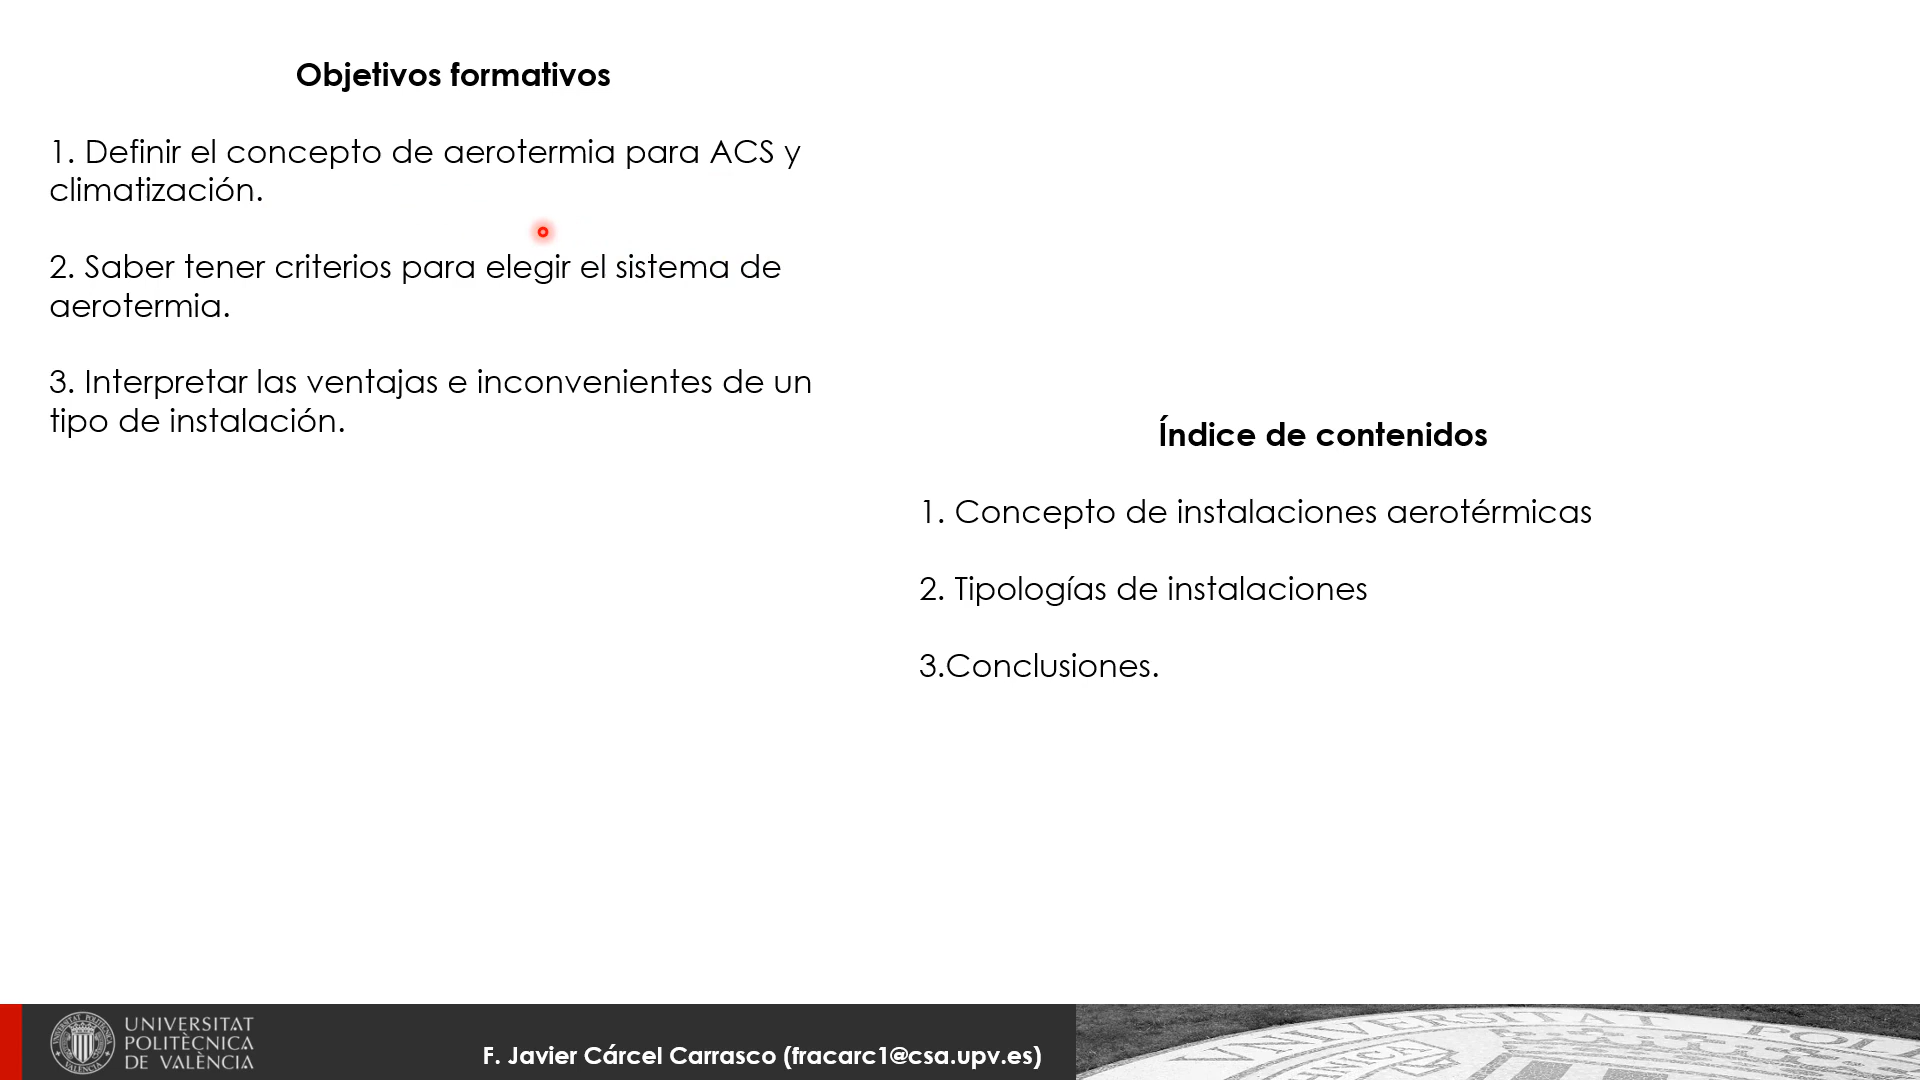 Objetivos formativos
1. Definir el concepto de aerotermia para ACS y
climatización.
2. Saber tener criterios para elegir el sistema de
aerotermia.
3. Interpretar las ventajas e inconvenientes de un
tipo de instalación.
Índice de contenidos
1. Concepto de instalaciones aerotérmicas
2. Tipologías de instalaciones
3.Conclusiones.
UNIVERSITAT
POLITÈCNICA
DE VALÈNCIA
F. Javier Cárcel Carrasco (fracarc1@csa.upv.es)